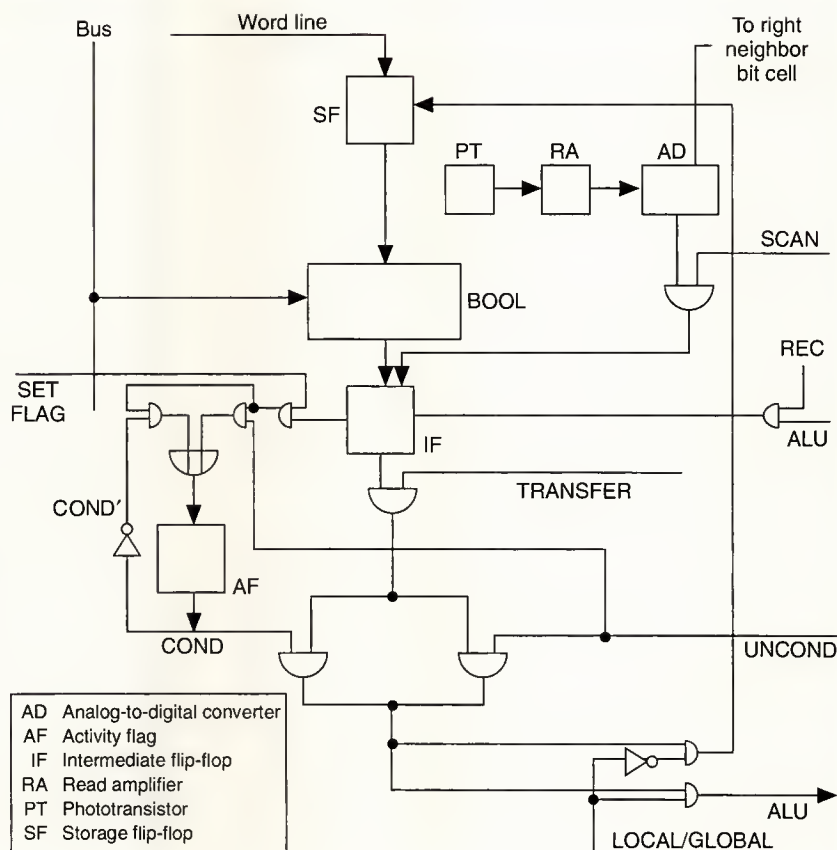 Bus
Word line
To right
neighbor
bit cell
SF
PT
RA
AD
SCAN
BOOL
REC
SET
FLAG
IF
ALU
TRANSFER
COND′
AF
COND
UNCOND
AD Analog-to-digital converter
AF Activity flag
IF Intermediate flip-flop
RA Read amplifier
PT Phototransistor
SF Storage flip-flop
ALU
LOCAL/GLOBAL